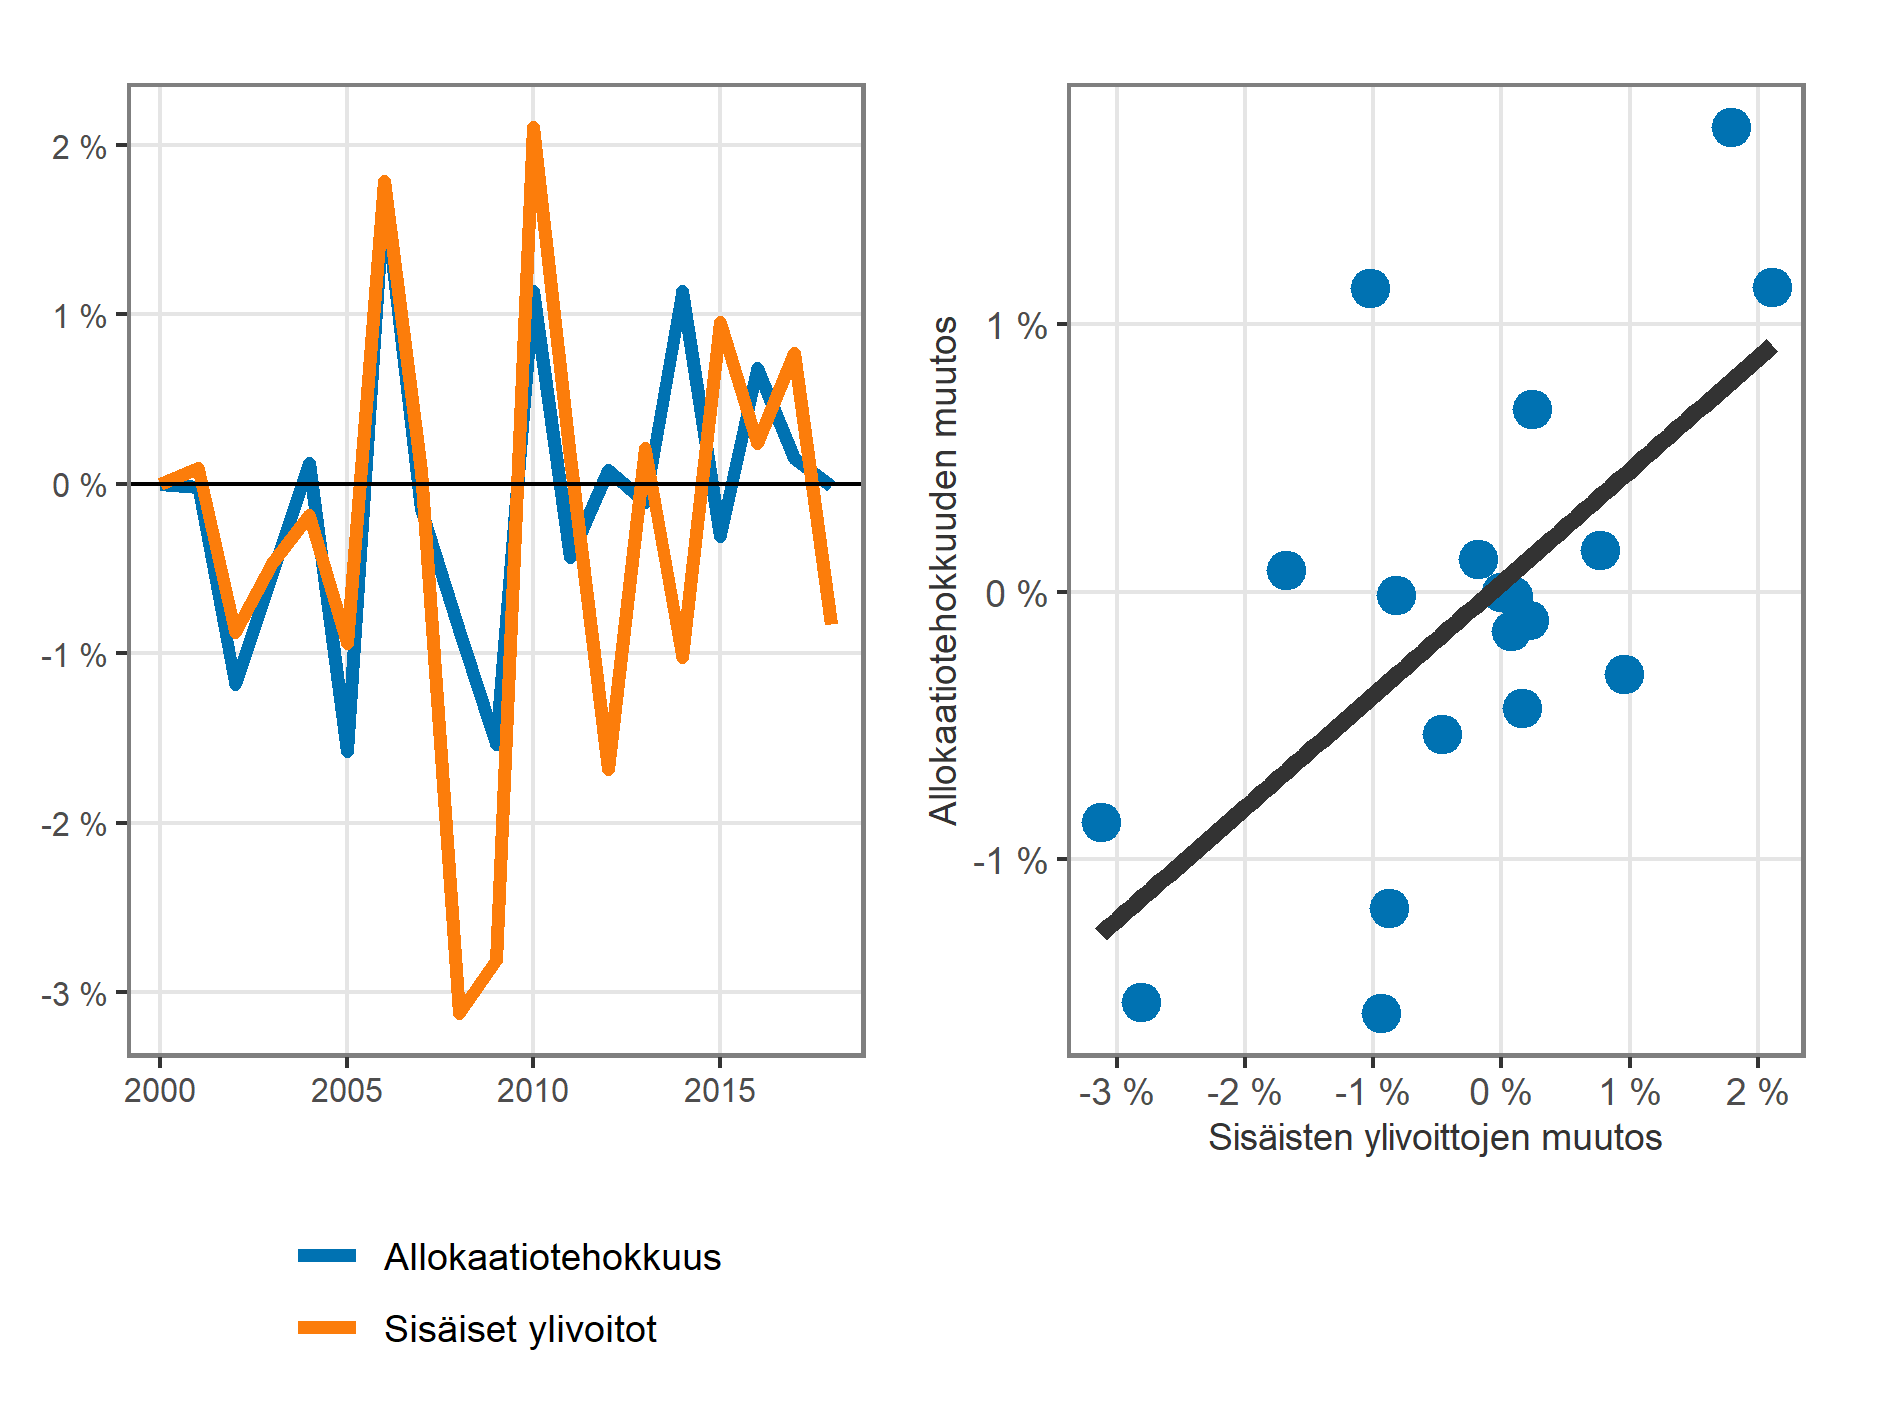 2 %
1 %
0 %
-1 %
-2 %
-3 %
2000 2005 2010 2015
Allokaatiotehokkuus
Sisäiset ylivoitot
Allokaatiotehokkuuden muutos
1 %
0 %
-1 %
-3 % -2 % -1 % 0 % 1 % 2 %
Sisäisten ylivoittojen muutos